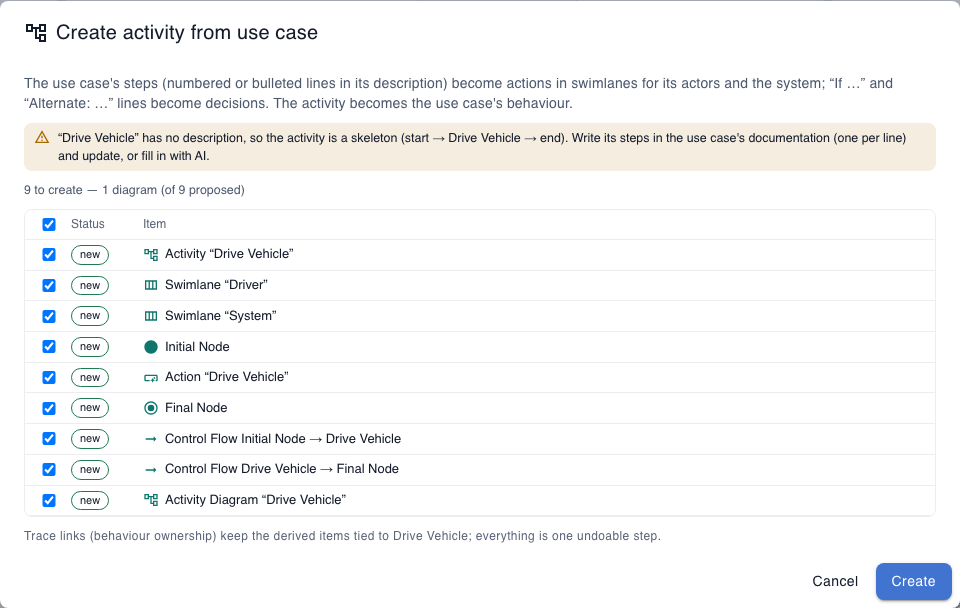 Create activity from use case
The use case's steps (numbered or bulleted lines in its description) become actions in swimlanes for its actors and the system; “If …” and
“Alternate: …” lines become decisions. The activity becomes the use case's behaviour.
“Drive Vehicle” has no description, so the activity is a skeleton (start → Drive Vehicle → end). Write its steps in the use case's documentation (one per line)
and update, or fill in with AI.
9 to create — 1 diagram (of 9 proposed)
Status Item
new Activity “Drive Vehicle”
new Swimlane “Driver”
new Swimlane “System”
new Initial Node
new Action “Drive Vehicle”
new Final Node
new Control Flow Initial Node → Drive Vehicle
new Control Flow Drive Vehicle → Final Node
new Activity Diagram “Drive Vehicle”
Trace links (behaviour ownership) keep the derived items tied to Drive Vehicle; everything is one undoable step.
Cancel Create